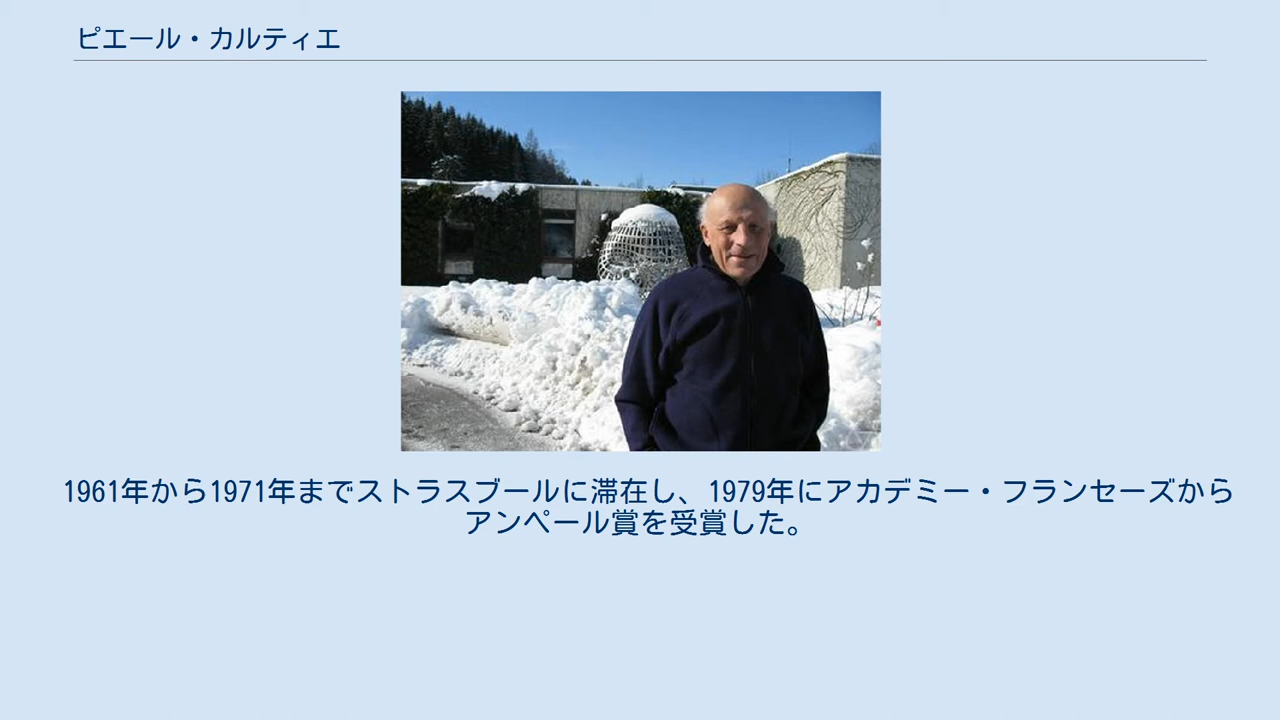 ピエール・カルティエ
1961年から1971年までストラスブールに滞在し、1979年にアカデミー・フランセーズから
アンペール賞を受賞した。